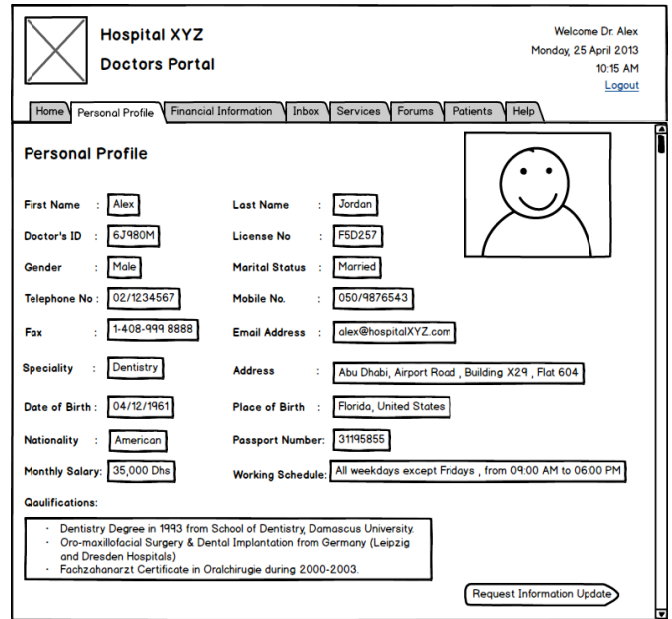 Hospital XYZ
Doctors Portal
Welcome Dr. Alex
Monday, 25 April 2013
10:15 AM
Logout
Home Personal Profile Financial Information Inbox Services Forums Patients Help
Personal Profile
First Name : Alex Last Name : Jordan
Doctor's ID : 6J980M License No : F5D257
Gender : Male Marital Status : Married
Telephone No : 02/1234567 Mobile No. : 050/9876543
Fax : 1-408-999 8888 Email Address : alex@hospitalXYZ.com
Speciality : Dentistry Address : Abu Dhabi, Airport Road , Building X29 , Flat 604
Date of Birth : 04/12/1961 Place of Birth : Florida, United States
Nationality : American Passport Number: 31195855
Monthly Salary: 35,000 Dhs Working Schedule: All weekdays except Fridays , from 09:00 AM to 06:00 PM
Qaulifications:
· Dentistry Degree in 1993 from School of Dentistry, Damascus University.
· Oro-maxillofacial Surgery & Dental Implantation from Germany (Leipzig
and Dresden Hospitals)
· Fachzahanarzt Certificate in Oralchirugie during 2000-2003.
Request Information Update